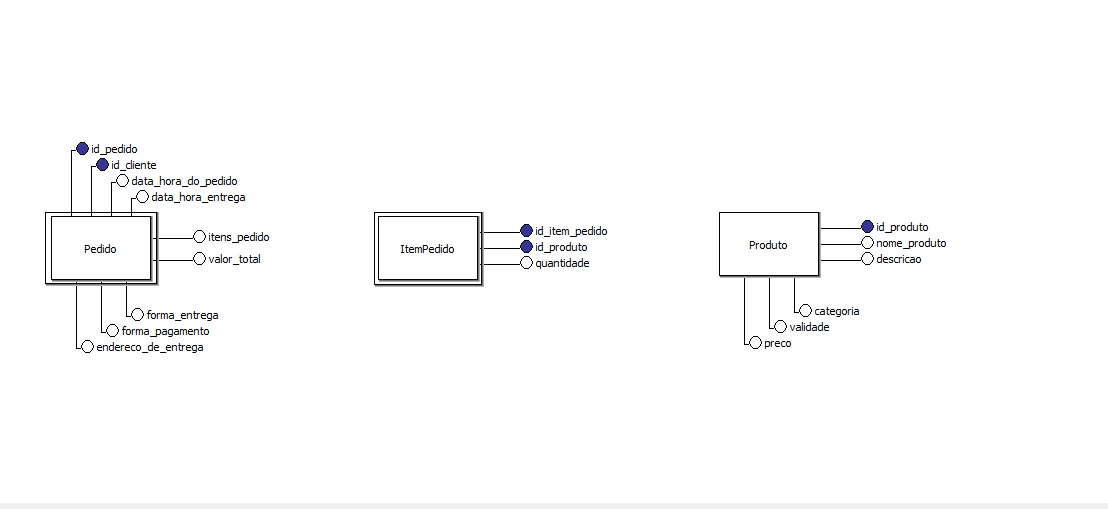 id_pedido
id_cliente
data_hora_do_pedido
data_hora_entrega
Pedido
itens_pedido
valor_total
forma_entrega
forma_pagamento
endereco_de_entrega
ItemPedido
id_item_pedido
id_produto
quantidade
Produto
id_produto
nome_produto
descricao
categoria
validade
preco